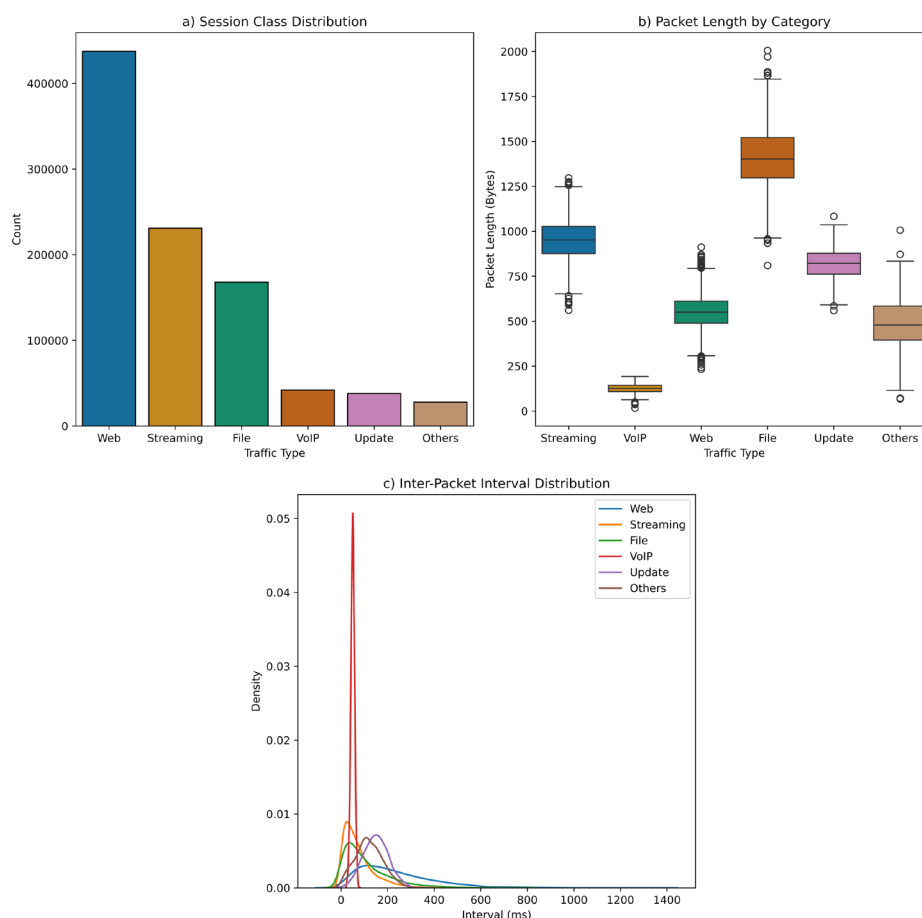 a) Session Class Distribution
400000
300000
200000
100000
0
Count
Web Streaming File VoIP Update Others
Traffic Type
b) Packet Length by Category
2000
1750
1500
1250
1000
750
500
250
0
Packet Length (Bytes)
Streaming VoIP Web File Update Others
Traffic Type
c) Inter-Packet Interval Distribution
0.05
0.04
0.03
0.02
0.01
0.00
Density
Web
Streaming
File
VoIP
Update
Others
0 200 400 600 800 1000 1200 1400
Interval (ms)